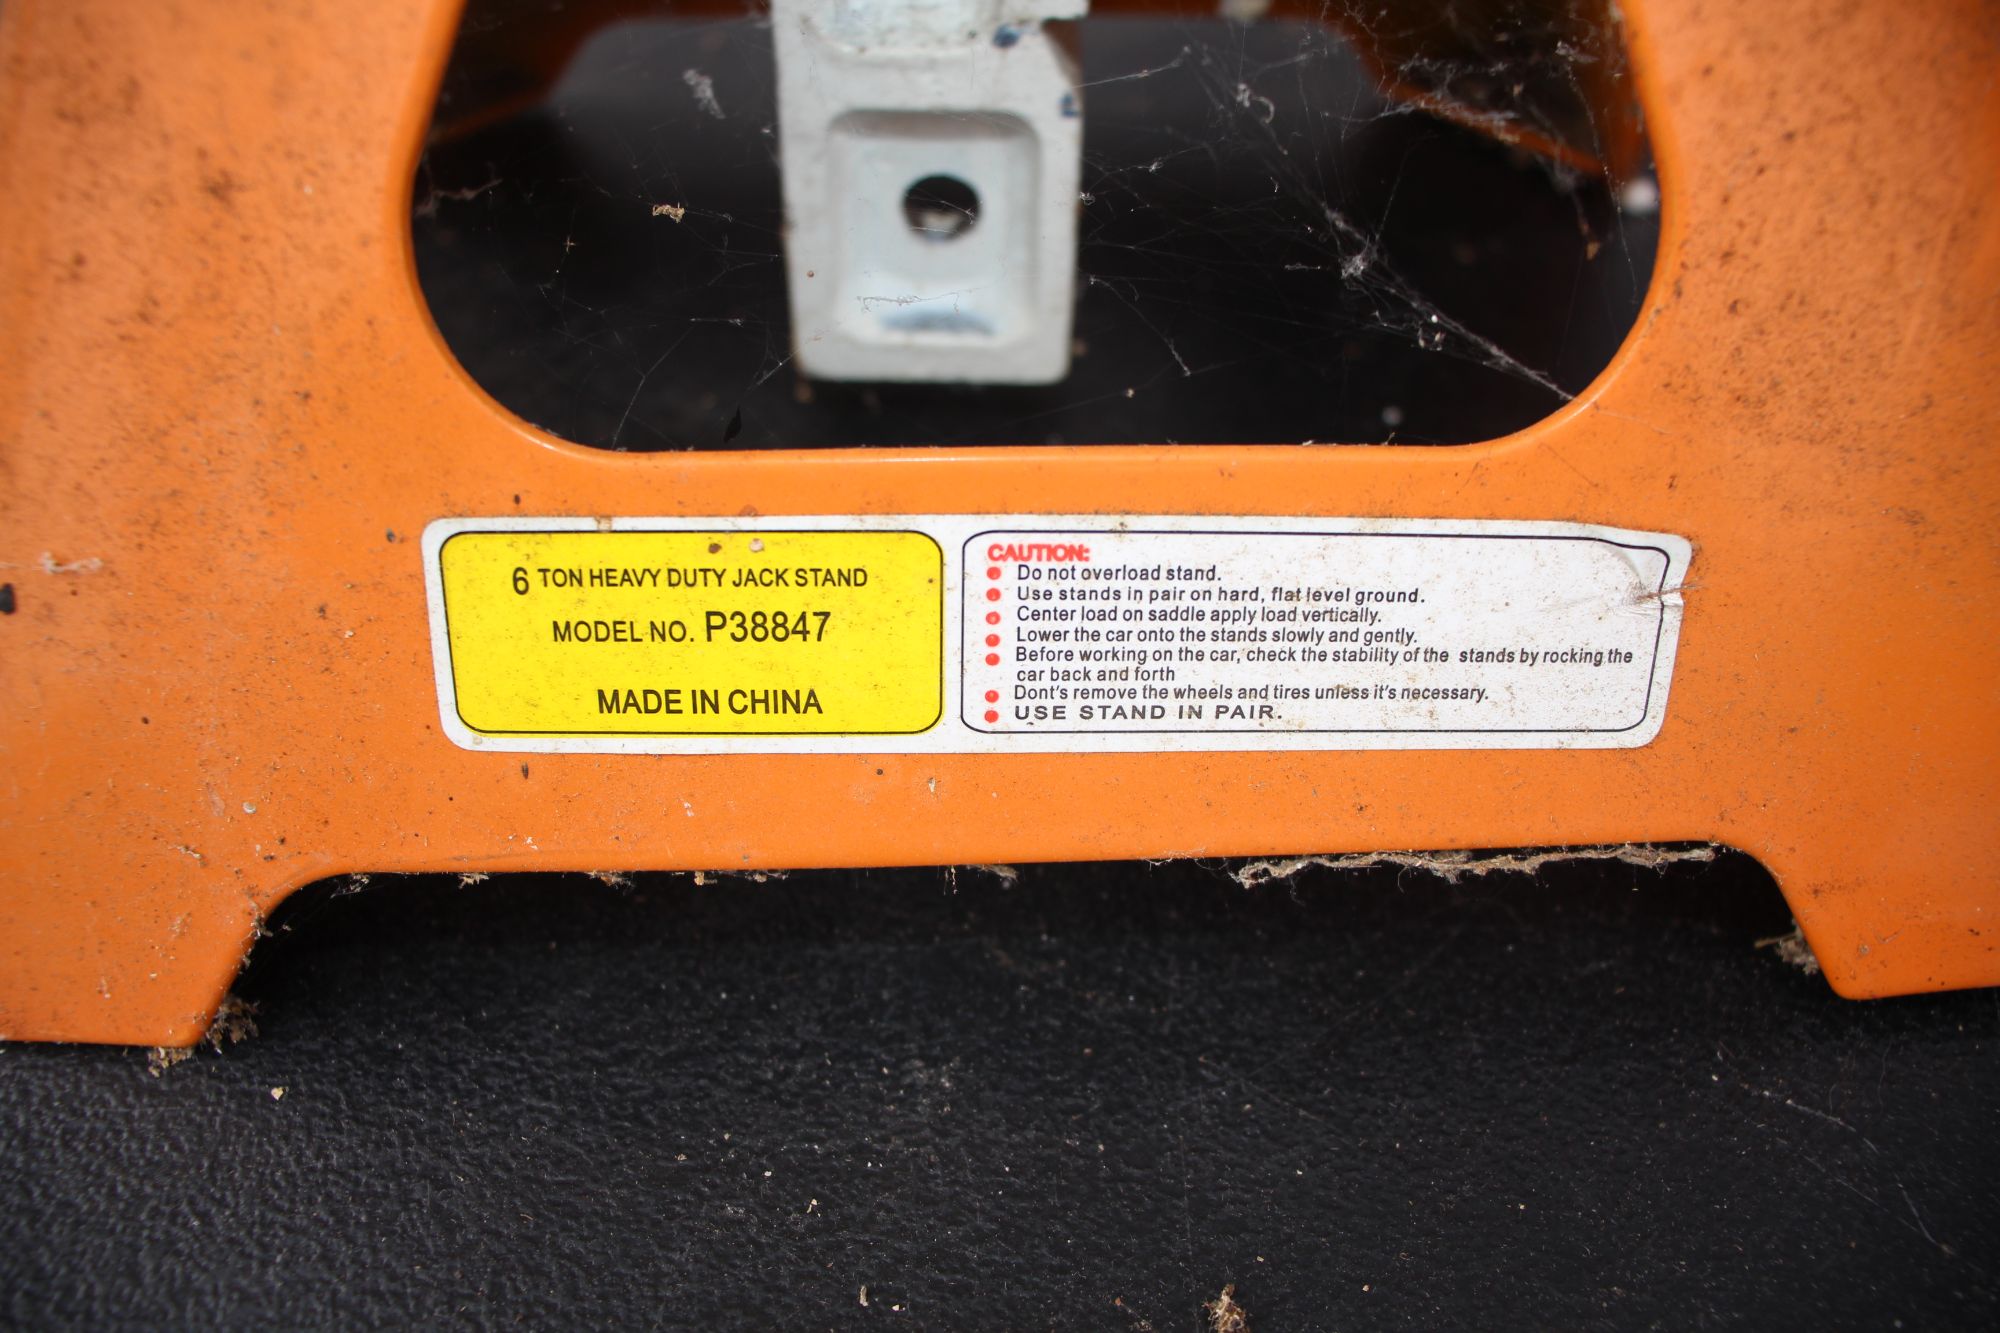 6 TON HEAVY DUTY JACK STAND
MODEL NO. P38847
MADE IN CHINA
CAUTION:
Do not overload stand.
Use stands in pair on hard, flat level ground.
Center load on saddle apply load vertically.
Lower the car onto the stands slowly and gently.
Before working on the car, check the stability of the stands by rocking the
car back and forth
Dont's remove the wheels and tires unless it's necessary.
USE STAND IN PAIR.